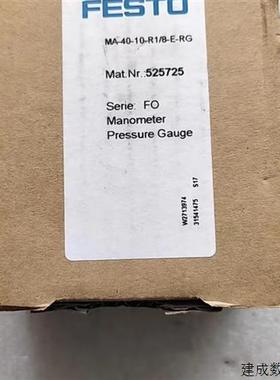 FESTO
MA-40-10-R1/8-E-RG
Mat.Nr.:525725
Serie: FO
Manometer
Pressure Gauge
W2713974
31541475 S17
建成数